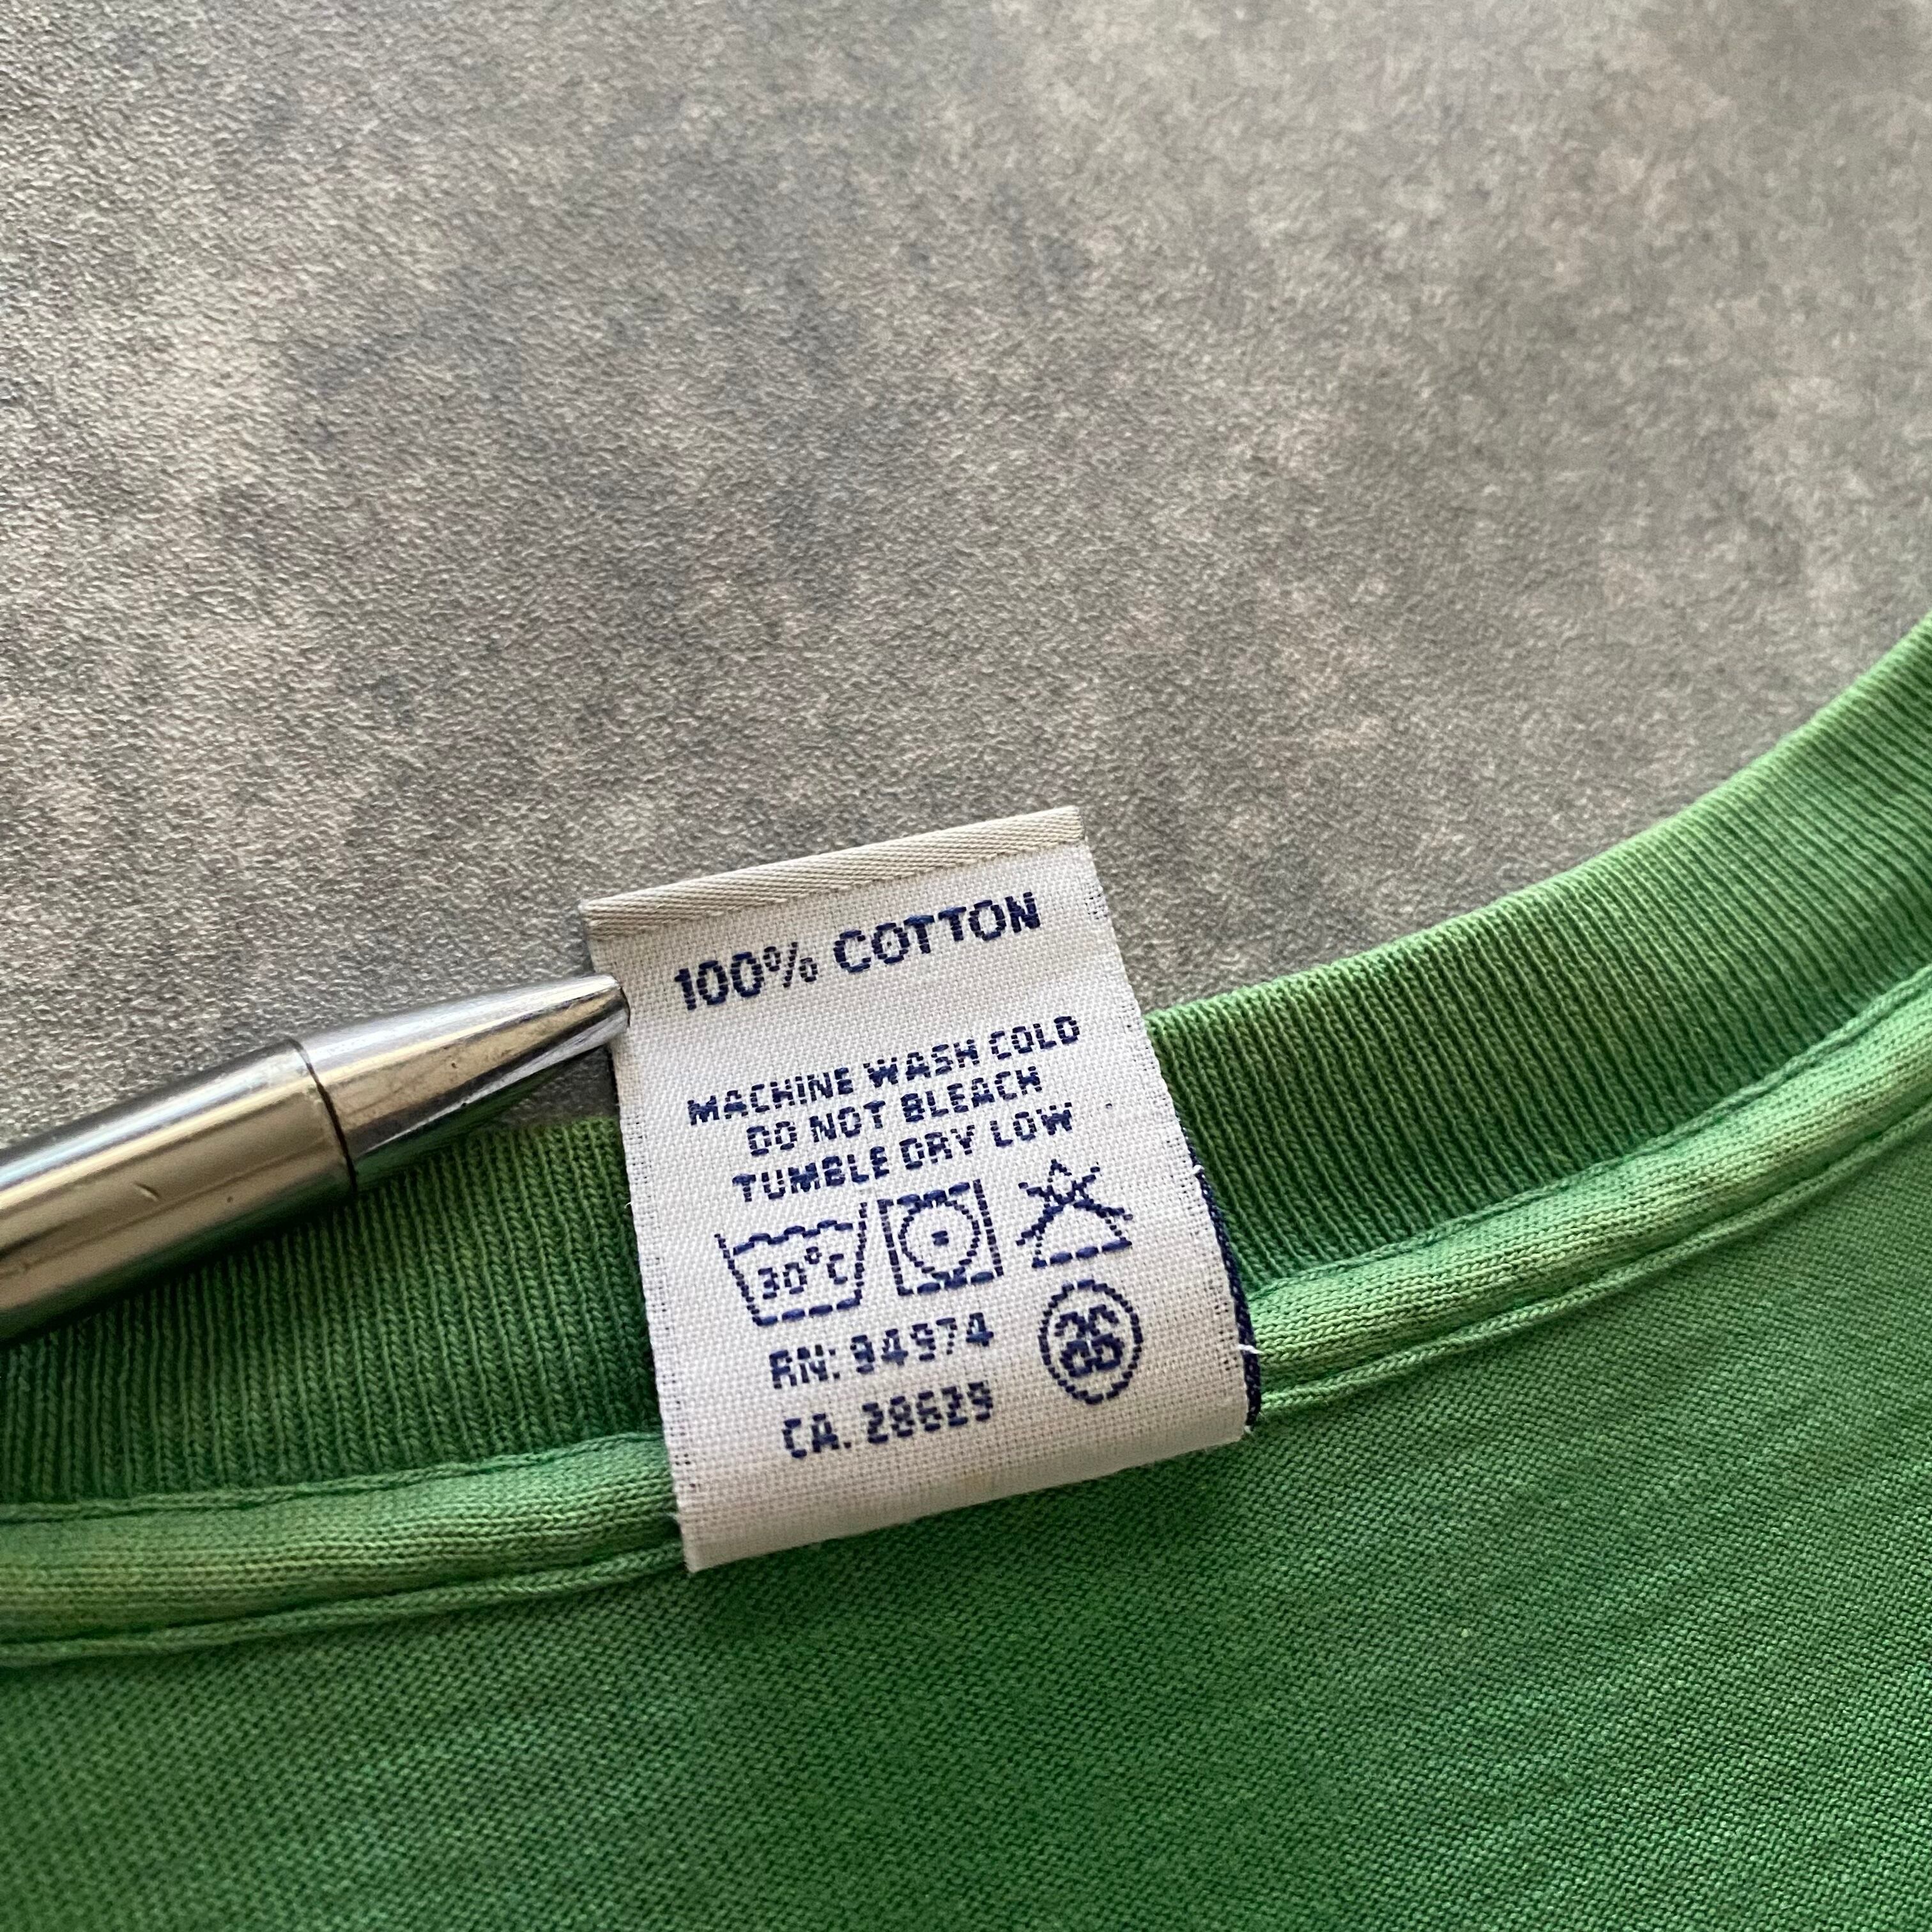 100% COTTON
MACHINE WASH COLD
DO NOT BLEACH
TUMBLE DRY LOW
30°C
RN: 94974
CA. 28629